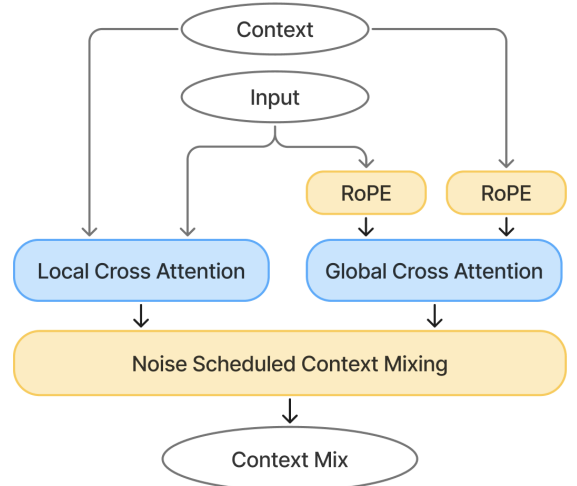 Context
Input
RoPE
RoPE
Local Cross Attention
Global Cross Attention
Noise Scheduled Context Mixing
Context Mix